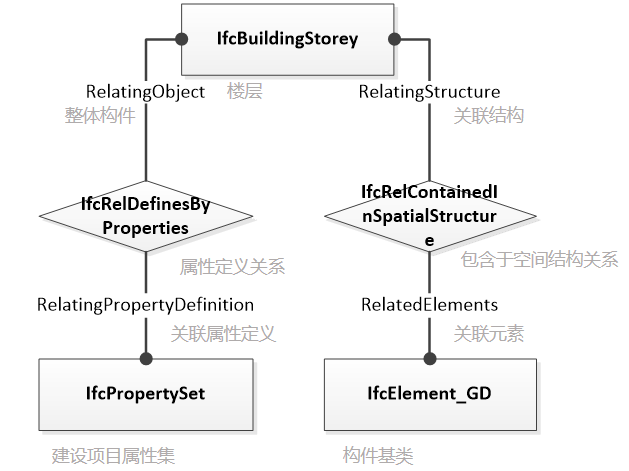 IfcBuildingStorey
楼层
RelatingObject
整体构件
RelatingStructure
关联结构
IfcRelDefinesBy
Properties
属性定义关系
IfcRelContainedI
nSpatialStructur
e
包含于空间结构关系
RelatingPropertyDefinition
关联属性定义
RelatedElements
关联元素
IfcPropertySet
建设项目属性集
IfcElement_GD
构件基类